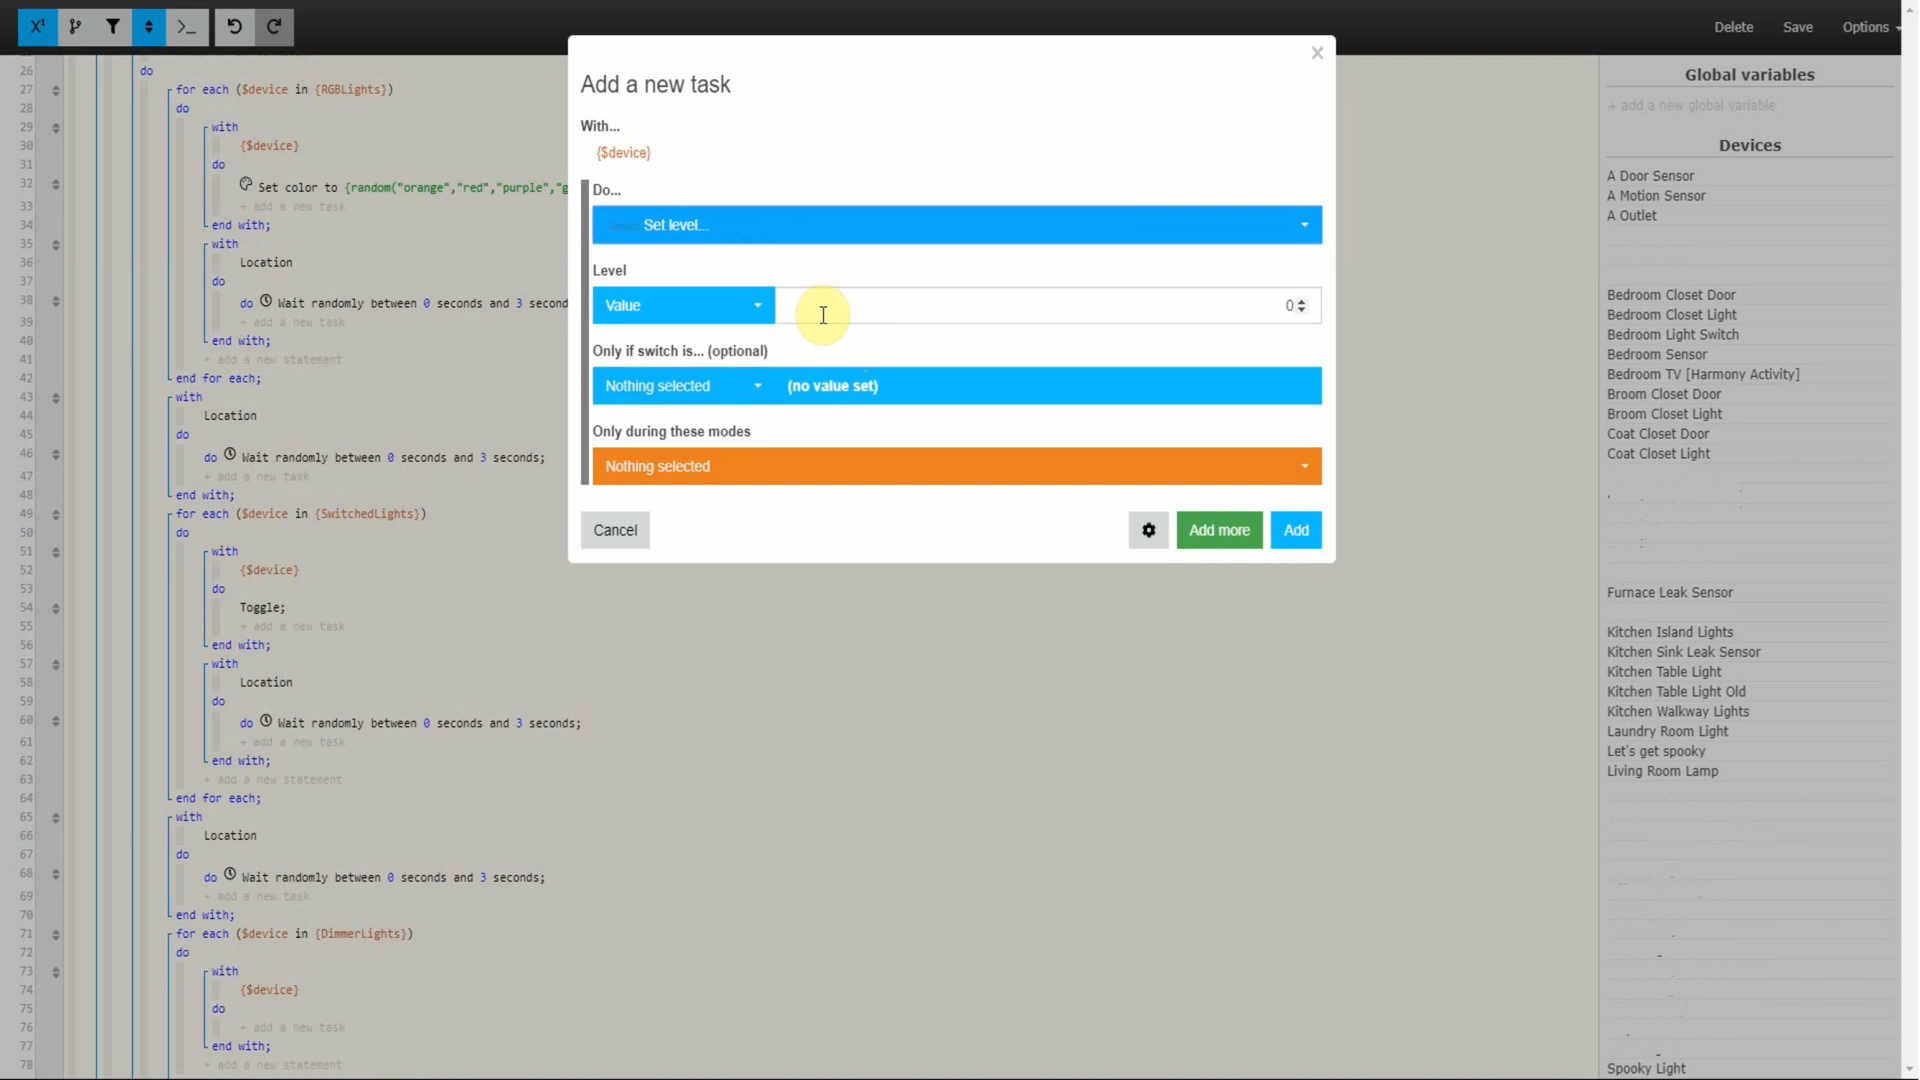 X¹
>_
Delete Save Options
26 do
27 for each ($device in {RGBLights})
28 do
29 with
30 {$device}
31 do
32 Set color to {random("orange","red","purple","g
33 + add a new task
34 end with;
35 with
36 Location
37 do
38 do Wait randomly between 0 seconds and 3 second
39 + add a new task
40 end with;
41 + add a new statement
42 end for each;
43 with
44 Location
45 do
46 do Wait randomly between 0 seconds and 3 seconds;
47 + add a new task
48 end with;
49 for each ($device in {SwitchedLights})
50 do
51 with
52 {$device}
53 do
54 Toggle;
55 + add a new task
56 end with;
57 with
58 Location
59 do
60 do Wait randomly between 0 seconds and 3 seconds;
61 + add a new task
62 end with;
63 + add a new statement
64 end for each;
65 with
66 Location
67 do
68 do Wait randomly between 0 seconds and 3 seconds;
69 + add a new task
70 end with;
71 for each ($device in {DimmerLights})
72 do
73 with
74 {$device}
75 do
76 + add a new task
77 end with;
78 + add a new statement
×
Add a new task
With...
{$device}
Do...
Set level...
Level
Value 0
Only if switch is... (optional)
Nothing selected (no value set)
Only during these modes
Nothing selected
Cancel Add more Add
Global variables
+ add a new global variable
Devices
A Door Sensor
A Motion Sensor
A Outlet
Bedroom Closet Door
Bedroom Closet Light
Bedroom Light Switch
Bedroom Sensor
Bedroom TV [Harmony Activity]
Broom Closet Door
Broom Closet Light
Coat Closet Door
Coat Closet Light
Furnace Leak Sensor
Kitchen Island Lights
Kitchen Sink Leak Sensor
Kitchen Table Light
Kitchen Table Light Old
Kitchen Walkway Lights
Laundry Room Light
Let's get spooky
Living Room Lamp
Spooky Light